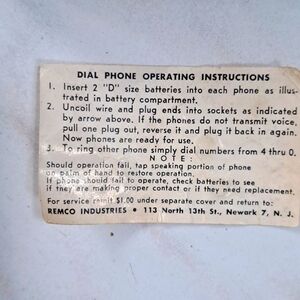 DIAL PHONE OPERATING INSTRUCTIONS
1. Insert 2 "D" size batteries into each phone as illus-
trated in battery compartment.
2. Uncoil wire and plug ends into sockets as indicated
by arrow above. If the phones do not transmit voice,
pull one plug out, reverse it and plug it back in again.
Now phones are ready for use.
3. To ring other phone simply dial numbers from 4 thru 0.
NOTE:
Should operation fail, tap speaking portion of phone
on palm of hand to restore operation.
If phone should fail to operate, check batteries to see
if they are making proper contact or if they need replacement.
For service remit $1.00 under separate cover and return to:
REMCO INDUSTRIES • 113 North 13th St., Newark 7, N. J.